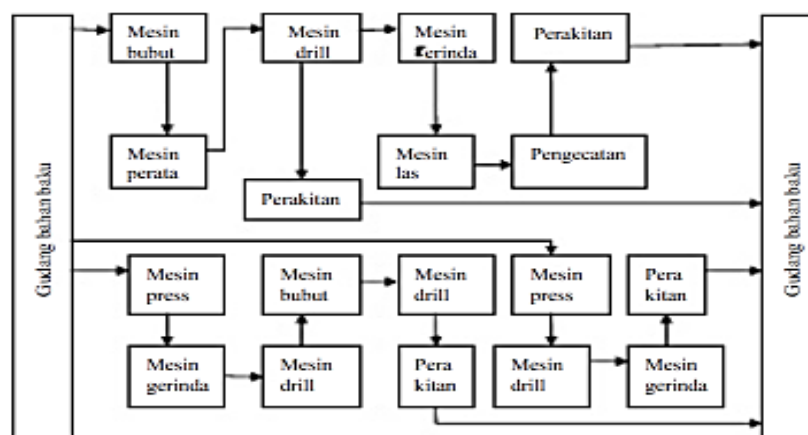 Gudang bahan baku
Mesin
bubut
Mesin
perata
Mesin
drill
Perakitan
Mesin
gerinda
Mesin
las
Perakitan
Pengecatan
Mesin
press
Mesin
gerinda
Mesin
bubut
Mesin
drill
Mesin
drill
Pera
kitan
Mesin
press
Mesin
drill
Pera
kitan
Mesin
gerinda
Gudang bahan baku